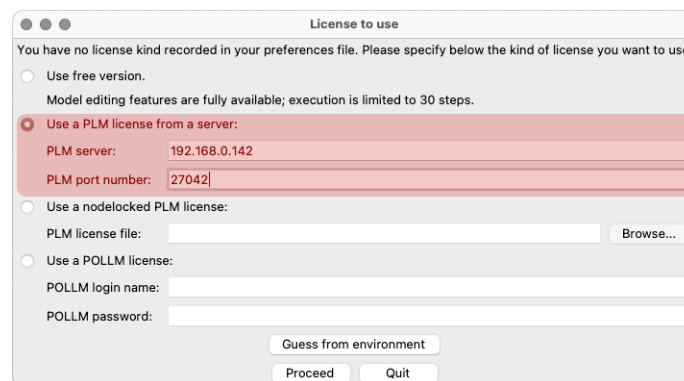 License to use
You have no license kind recorded in your preferences file. Please specify below the kind of license you want to
Use free version.
Model editing features are fully available; execution is limited to 30 steps.
Use a PLM license from a server:
PLM server: 192.168.0.142
PLM port number: 27042
Use a nodelocked PLM license:
PLM license file: Browse...
Use a POLLM license:
POLLM login name:
POLLM password:
Guess from environment
Proceed Quit